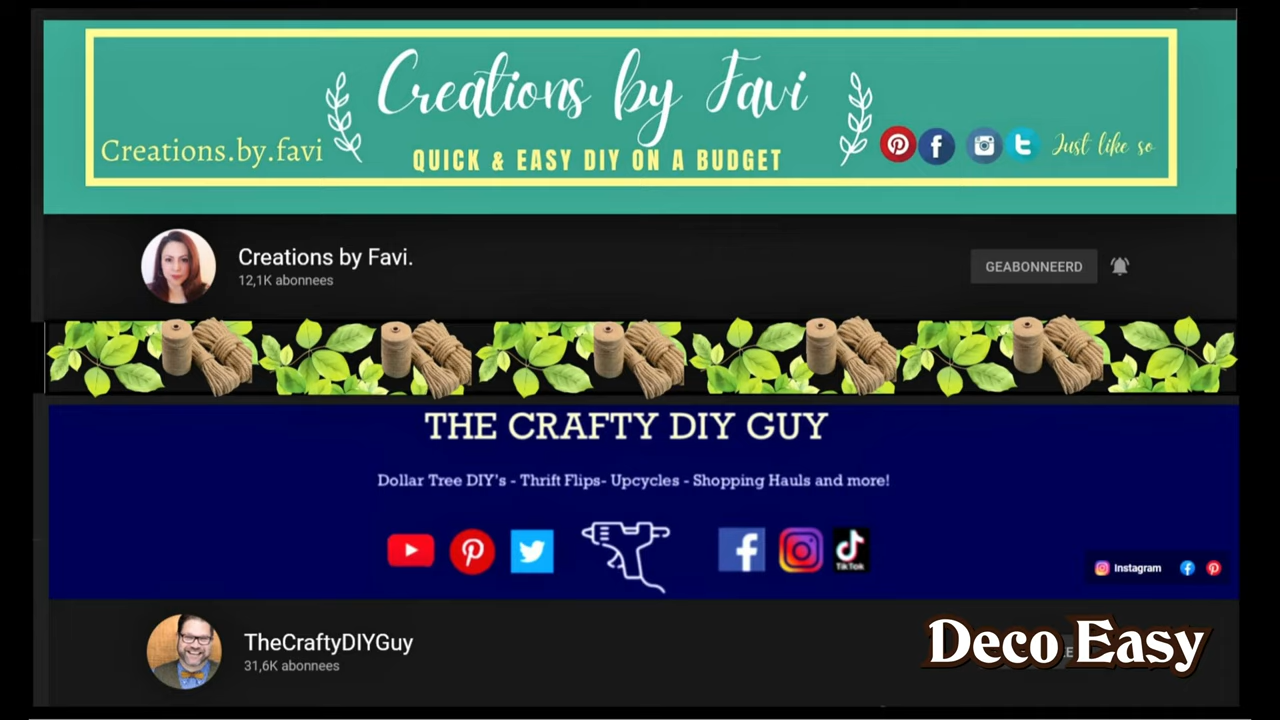 Creations by Favi
Creations.by.favi
QUICK & EASY DIY ON A BUDGET
Just like so
Creations by Favi.
12,1K abonnees
GEABONNEERD
THE CRAFTY DIY GUY
Dollar Tree DIY's - Thrift Flips- Upcycles - Shopping Hauls and more!
TikTok
Instagram
TheCraftyDIYGuy
31,6K abonnees
Deco Easy